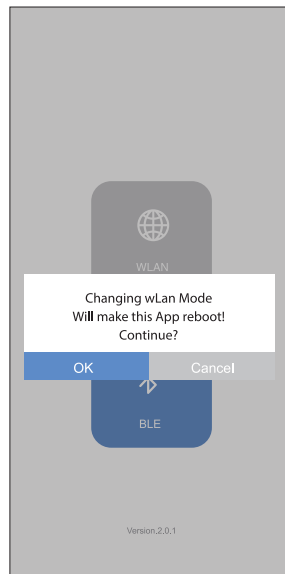 WLAN
Changing wLan Mode
Will make this App reboot!
Continue?
OK
Cancel
BLE
Version.2.0.1